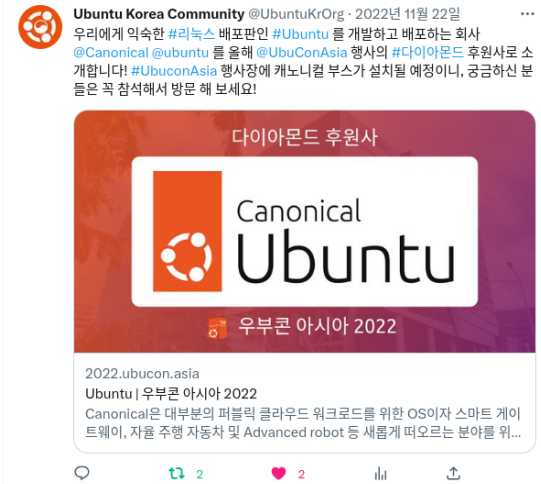 Ubuntu Korea Community @UbuntuKrOrg · 2022년 11월 22일 ···
우리에게 익숙한 #리눅스 배포판인 #Ubuntu 를 개발하고 배포하는 회사
@Canonical @ubuntu 를 올해 @UbuConAsia 행사의 #다이아몬드 후원사로 소
개합니다! #UbuconAsia 행사장에 캐노니컬 부스가 설치될 예정이니, 궁금하신 분
들은 꼭 참석해서 방문 해 보세요!
다이아몬드 후원사
Canonical
Ubuntu
우부콘 아시아 2022
2022.ubucon.asia
Ubuntu | 우부콘 아시아 2022
Canonical은 대부분의 퍼블릭 클라우드 워크로드를 위한 OS이자 스마트 게이
트웨이, 자율 주행 자동차 및 Advanced robot 등 새롭게 떠오르는 분야를 위...
2 2